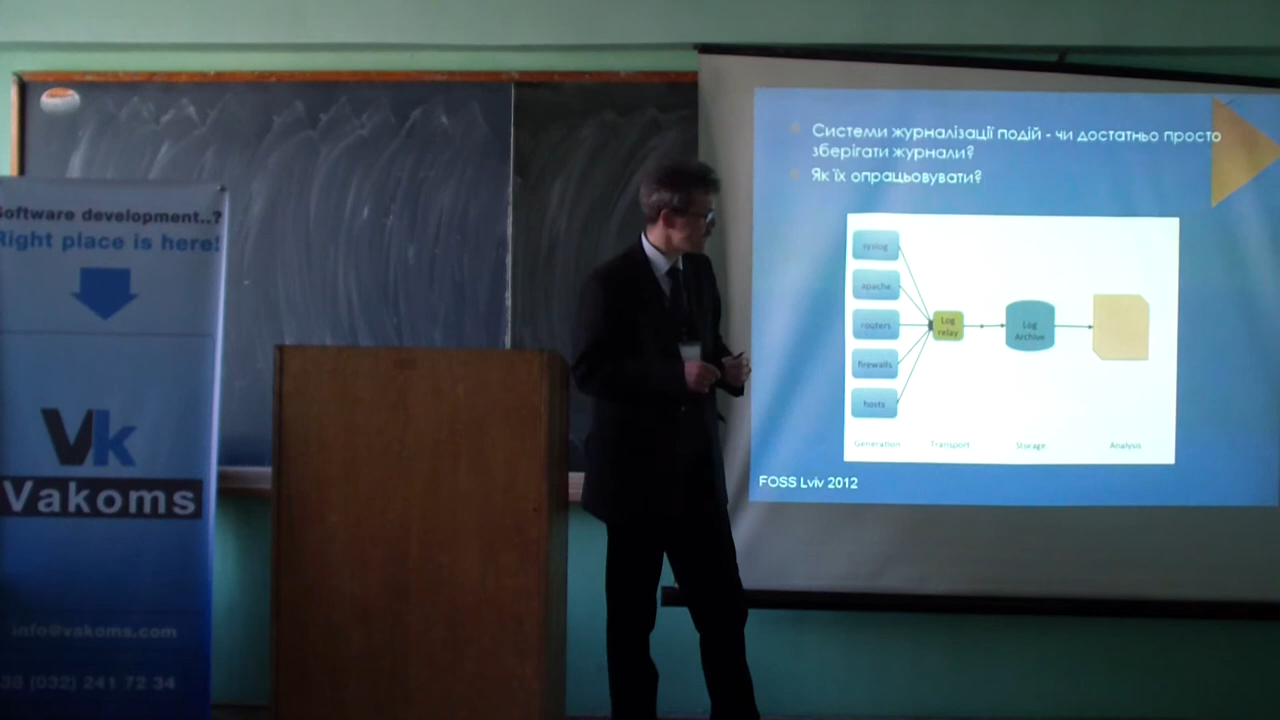 Software development..?
Right place is here!
Vk
Vakoms
info@vakoms.com
38 (032) 241 72 34
Системи журналізації подій - чи достатньо просто
зберігати журнали?
Як їх опрацьовувати?
syslog
apache
routers
firewalls
hosts
Log
relay
Log
Archive
Generation
Transport
Storage
Analysis
FOSS Lviv 2012